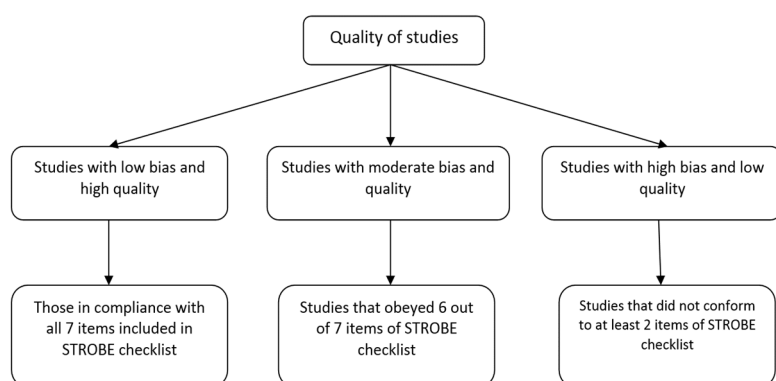 Quality of studies
Studies with low bias and
high quality
Studies with moderate bias and
quality
Studies with high bias and low
quality
Those in compliance with
all 7 items included in
STROBE checklist
Studies that obeyed 6 out
of 7 items of STROBE
checklist
Studies that did not conform
to at least 2 items of STROBE
checklist